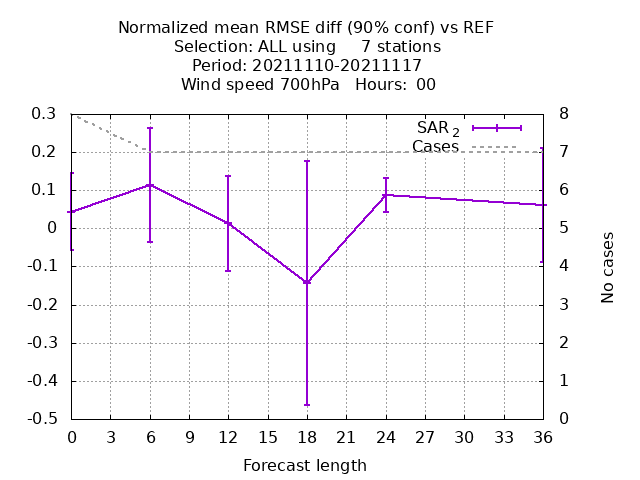 Normalized mean RMSE diff (90% conf) vs REF
Selection: ALL using 7 stations
Period: 20211110-20211117
Wind speed 700hPa Hours: 00
SAR 2
Cases
0.3
0.2
0.1
0
-0.1
-0.2
-0.3
-0.4
-0.5
8
7
6
5
4
3
2
1
0
No cases
0 3 6 9 12 15 18 21 24 27 30 33 36
Forecast length